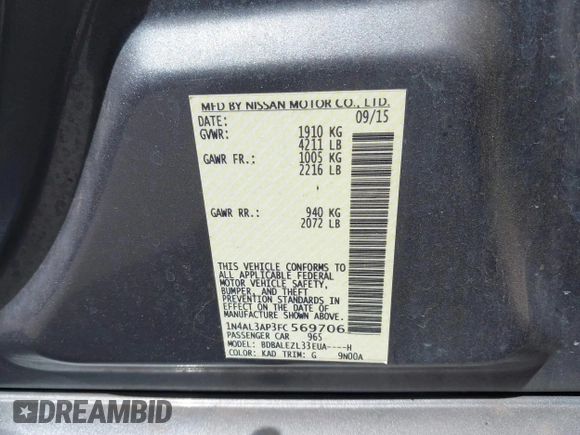 MFD BY NISSAN MOTOR CO., LTD.
DATE: 09/15
GVWR: 1910 KG
4211 LB
GAWR FR.: 1005 KG
2216 LB
GAWR RR.: 940 KG
2072 LB
THIS VEHICLE CONFORMS TO
ALL APPLICABLE FEDERAL
MOTOR VEHICLE SAFETY,
BUMPER, AND THEFT
PREVENTION STANDARDS IN
EFFECT ON THE DATE OF
MANUFACTURE SHOWN ABOVE.
1N4AL3AP3FC569706
PASSENGER CAR 965
MODEL: BDBALEZL33EUA----H
COLOR: KAD TRIM: G 9N00A
DREAMBID